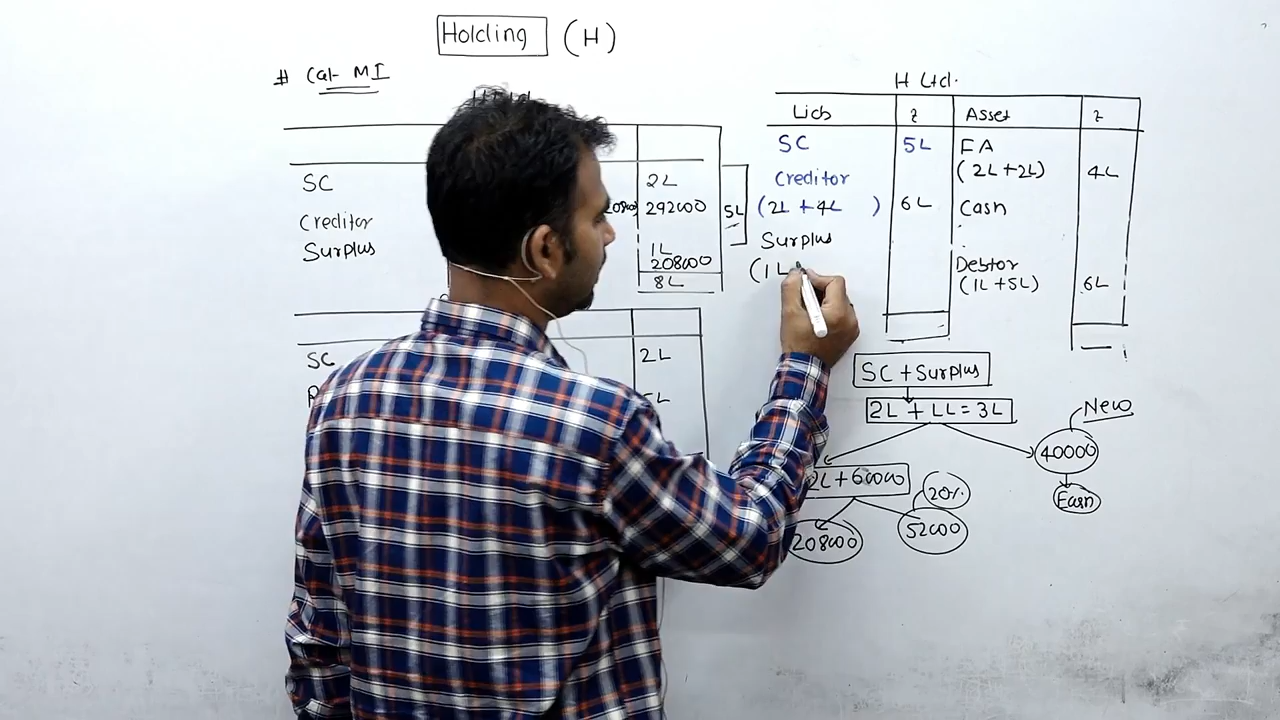 Holding (H)
# Cal- MI
SC 2L
Creditor 292000 5L
Surplus 1L
208000
8L
SC 2L
H Ltd.
Liab ₹ Asset ₹
SC 5L FA
(2L+2L) 4L
Creditor
(2L + 4L ) 6L Cash
Surplus
(1L
Debtor
(1L +5L) 6L
SC + Surplus
2L + LL = 3L
New
40000
Earn
2L + 60000
20%
208000 52000